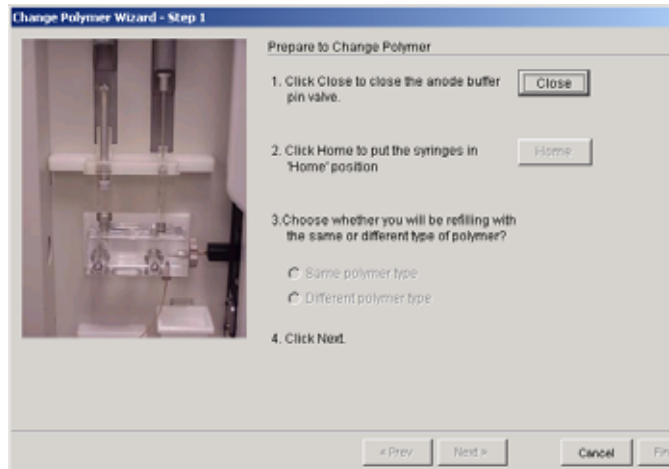 Change Polymer Wizard - Step 1
Prepare to Change Polymer
1. Click Close to close the anode buffer
pin valve.
Close
2. Click Home to put the syringes in
'Home' position
Home
3.Choose whether you will be refilling with
the same or different type of polymer?
Same polymer type
Different polymer type
4. Click Next.
< Prev
Next >
Cancel